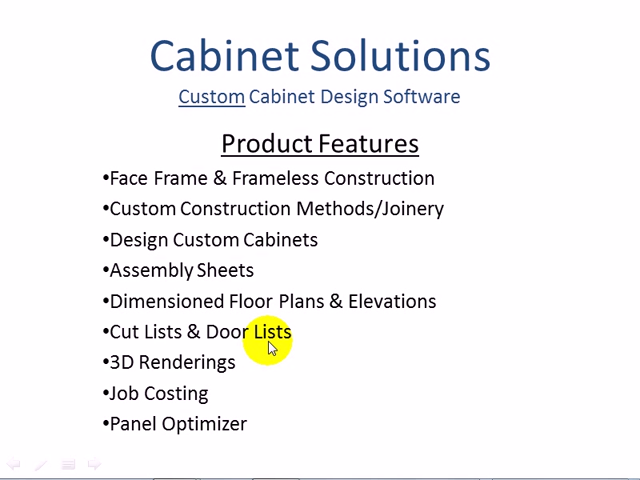 Cabinet Solutions
Custom Cabinet Design Software
Product Features
•Face Frame & Frameless Construction
•Custom Construction Methods/Joinery
•Design Custom Cabinets
•Assembly Sheets
•Dimensioned Floor Plans & Elevations
•Cut Lists & Door Lists
•3D Renderings
•Job Costing
•Panel Optimizer